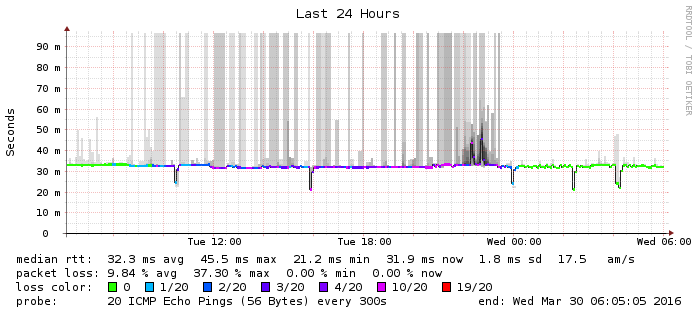 Last 24 Hours
RRDTOOL / TOBI OETIKER
Seconds
90 m
80 m
70 m
60 m
50 m
40 m
30 m
20 m
10 m
0
Tue 12:00 Tue 18:00 Wed 00:00 Wed 06:00
median rtt: 32.3 ms avg 45.5 ms max 21.2 ms min 31.9 ms now 1.8 ms sd 17.5 am/s
packet loss: 9.84 % avg 37.30 % max 0.00 % min 0.00 % now
loss color: 0 1/20 2/20 3/20 4/20 10/20 19/20
probe: 20 ICMP Echo Pings (56 Bytes) every 300s end: Wed Mar 30 06:05:05 2016